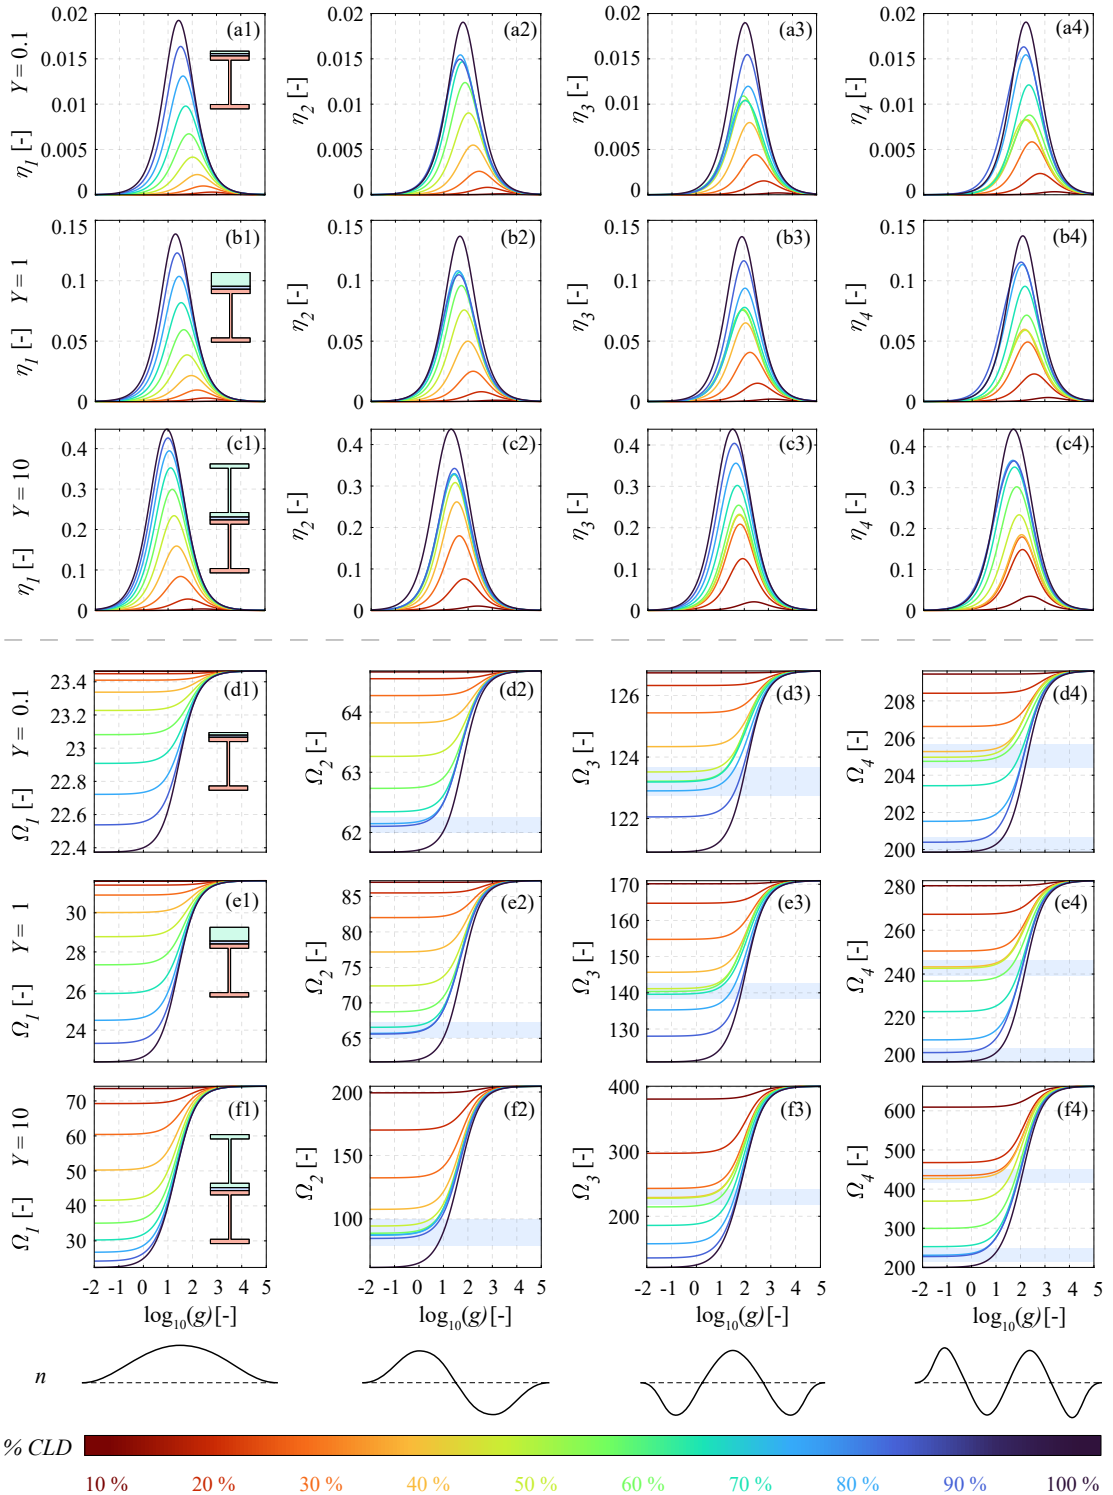 Y = 0.1
η1 [-]
0.02
0.015
0.01
0.005
0
(a1)
η2 [-]
0.02
0.015
0.01
0.005
0
(a2)
η3 [-]
0.02
0.015
0.01
0.005
0
(a3)
η4 [-]
0.02
0.015
0.01
0.005
0
(a4)
Y = 1
η1 [-]
0.15
0.1
0.05
0
(b1)
η2 [-]
0.15
0.1
0.05
0
(b2)
η3 [-]
0.15
0.1
0.05
0
(b3)
η4 [-]
0.15
0.1
0.05
0
(b4)
Y = 10
η1 [-]
0.4
0.3
0.2
0.1
0
(c1)
η2 [-]
0.4
0.3
0.2
0.1
0
(c2)
η3 [-]
0.4
0.3
0.2
0.1
0
(c3)
η4 [-]
0.4
0.3
0.2
0.1
0
(c4)
Y = 0.1
Ω1 [-]
23.4
23.2
23
22.8
22.6
22.4
(d1)
Ω2 [-]
64
63
62
(d2)
Ω3 [-]
126
124
122
(d3)
Ω4 [-]
208
206
204
202
200
(d4)
Y = 1
Ω1 [-]
30
28
26
24
(e1)
Ω2 [-]
85
80
75
70
65
(e2)
Ω3 [-]
170
160
150
140
130
(e3)
Ω4 [-]
280
260
240
220
200
(e4)
Y = 10
Ω1 [-]
70
60
50
40
30
(f1)
Ω2 [-]
200
150
100
(f2)
Ω3 [-]
400
300
200
(f3)
Ω4 [-]
600
500
400
300
200
(f4)
-2 -1 0 1 2 3 4 5
-2 -1 0 1 2 3 4 5
-2 -1 0 1 2 3 4 5
-2 -1 0 1 2 3 4 5
log10(g) [-]
log10(g) [-]
log10(g) [-]
log10(g) [-]
n
% CLD
10 % 20 % 30 % 40 % 50 % 60 % 70 % 80 % 90 % 100 %